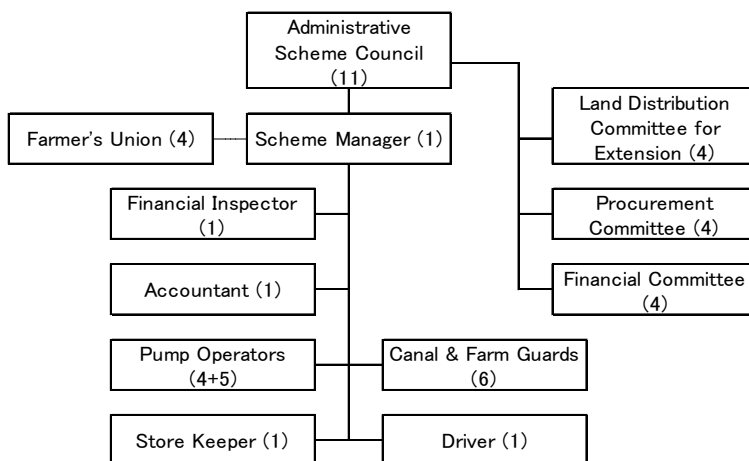 Administrative
Scheme Council
(11)
Farmer's Union (4)
Scheme Manager (1)
Land Distribution
Committee for
Extension (4)
Financial Inspector
(1)
Procurement
Committee (4)
Accountant (1)
Financial Committee
(4)
Pump Operators
(4+5)
Canal & Farm Guards
(6)
Store Keeper (1)
Driver (1)